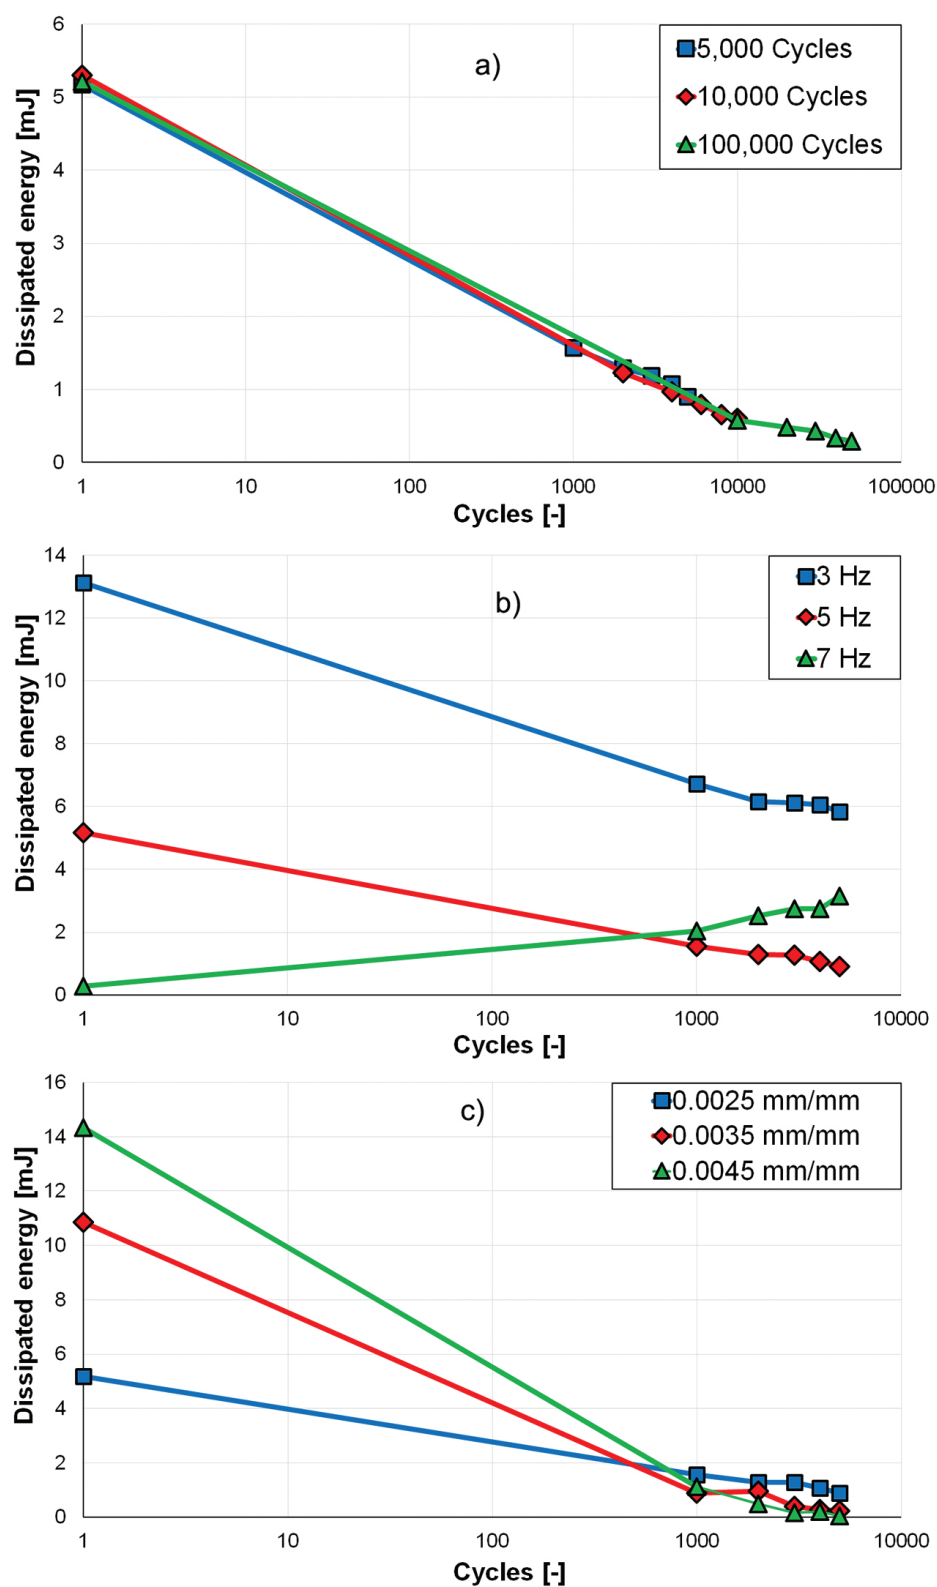 a)
5,000 Cycles
10,000 Cycles
100,000 Cycles
Dissipated energy [mJ]
6
5
4
3
2
1
0
1 10 100 1000 10000 100000
Cycles [-]
b)
3 Hz
5 Hz
7 Hz
Dissipated energy [mJ]
14
12
10
8
6
4
2
0
1 10 100 1000 10000
Cycles [-]
c)
0.0025 mm/mm
0.0035 mm/mm
0.0045 mm/mm
Dissipated energy [mJ]
16
14
12
10
8
6
4
2
0
1 10 100 1000 10000
Cycles [-]